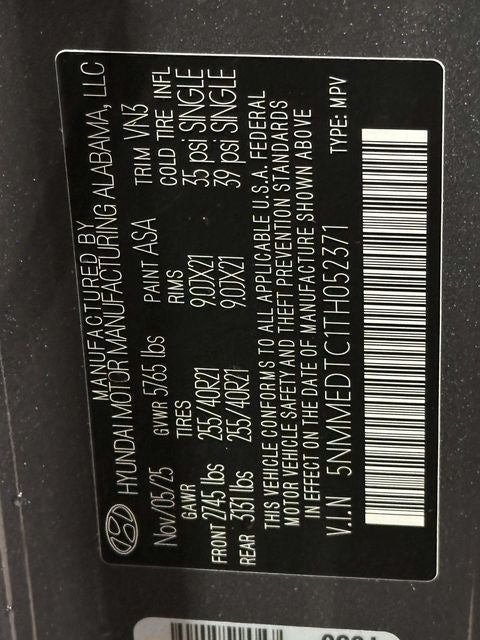 MANUFACTURED BY
HYUNDAI MOTOR MANUFACTURING ALABAMA, LLC
Nov/05/25 GVWR 5765 lbs PAINT ASA TRIM VN3
GAWR TIRES RIMS COLD TIRE INFL
FRONT 2745 lbs 255/40R21 9.0JX21 35 psi SINGLE
REAR 3131 lbs 255/40R21 9.0JX21 39 psi SINGLE
THIS VEHICLE CONFORMS TO ALL APPLICABLE U.S.A. FEDERAL
MOTOR VEHICLE SAFETY AND THEFT PREVENTION STANDARDS
IN EFFECT ON THE DATE OF MANUFACTURE SHOWN ABOVE
V.I.N 5NMMEDTC1TH052371 TYPE: MPV